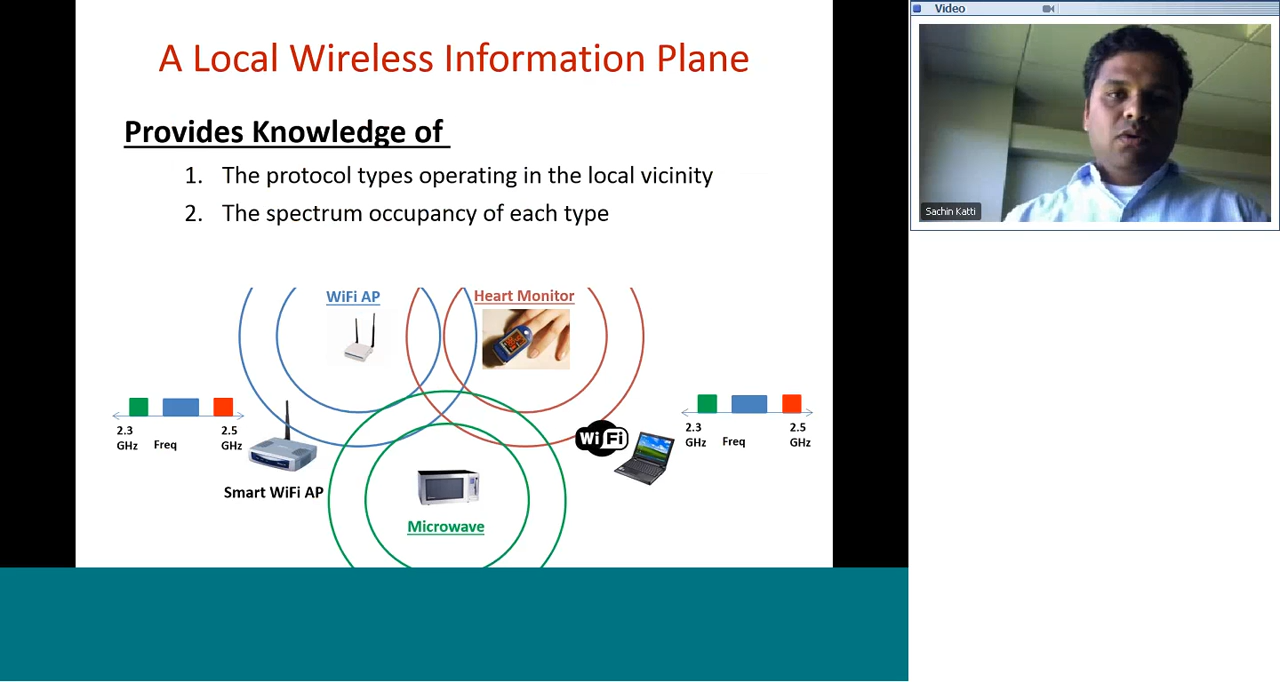 A Local Wireless Information Plane
Provides Knowledge of
1. The protocol types operating in the local vicinity
2. The spectrum occupancy of each type
WiFi AP
Heart Monitor
2.3
GHz
Freq
2.5
GHz
Smart WiFi AP
WiFi
2.3
GHz
Freq
2.5
GHz
Microwave
Video
Sachin Katti